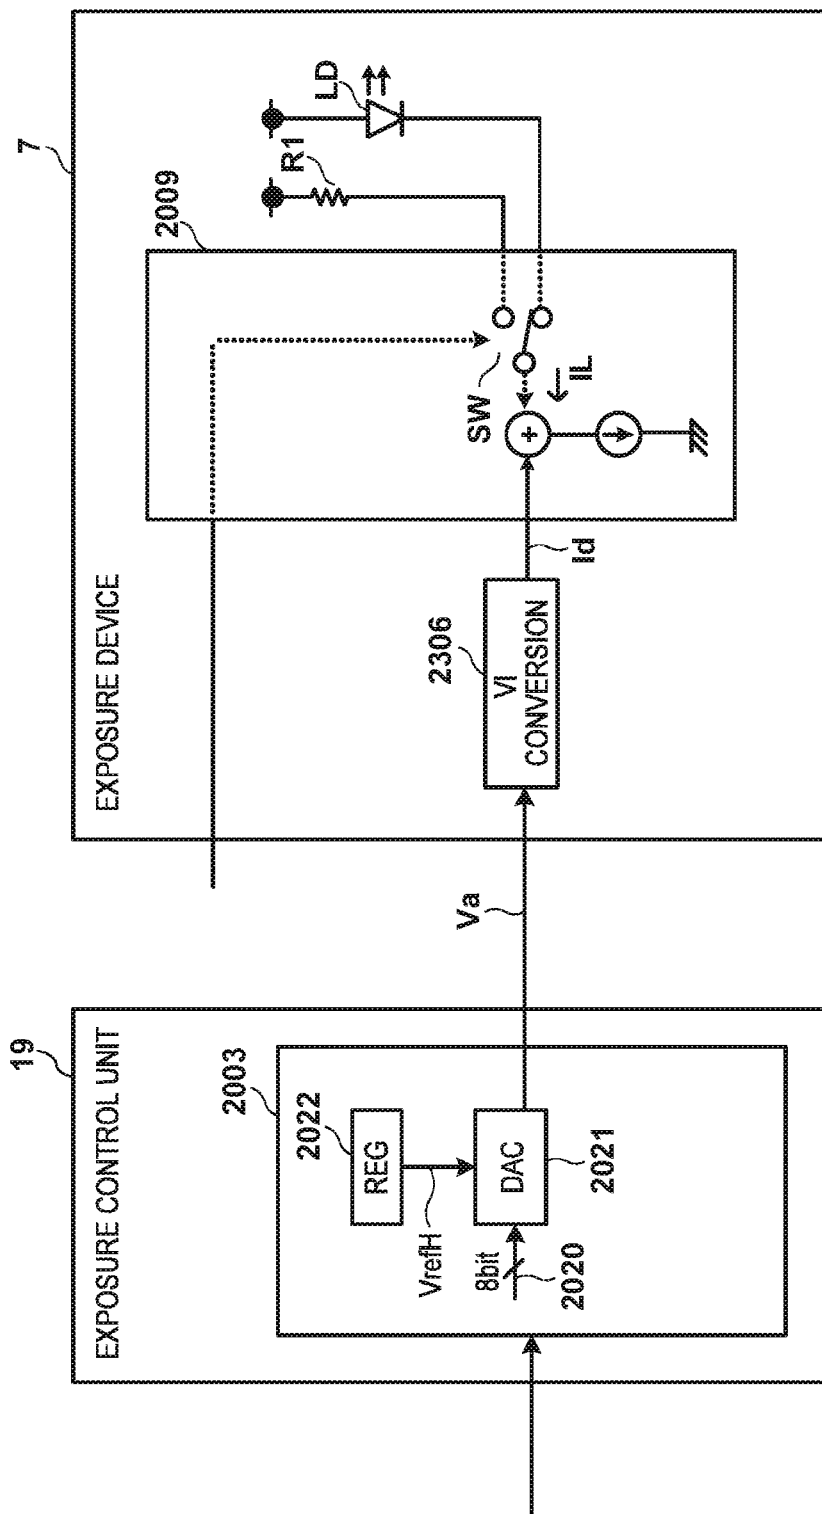 19
EXPOSURE CONTROL UNIT
2003
2022
REG
VrefH
8bit
2020
DAC
2021
Va
7
EXPOSURE DEVICE
2306
VI
CONVERSION
Id
2009
SW
IL
R1
LD